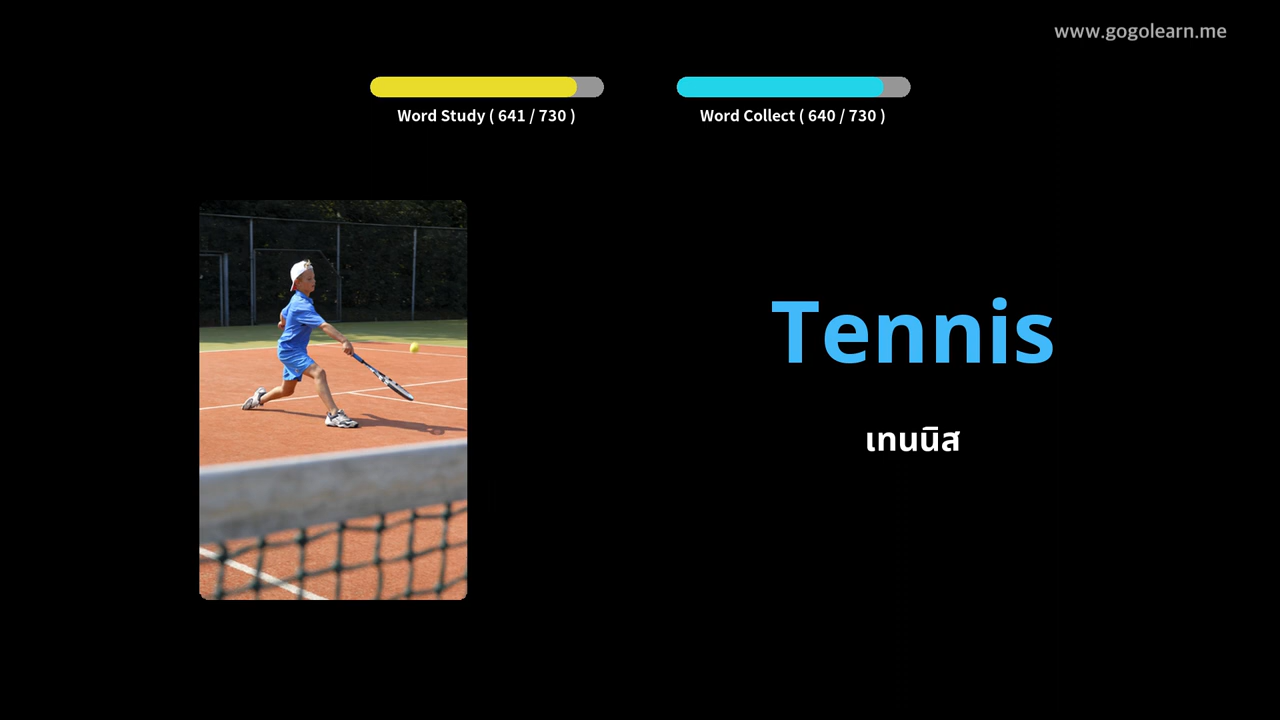 www.gogolearn.me
Word Study ( 641 / 730 )
Word Collect ( 640 / 730 )
Tennis
เทนนิส